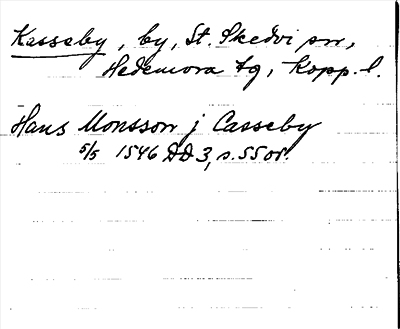 Kasseby, by, St. Skedvi sn,
Hedemora tg, Kopp. l.
Hans Monsson j Casseby
5/5 1546 DD 3, s. 55 or.